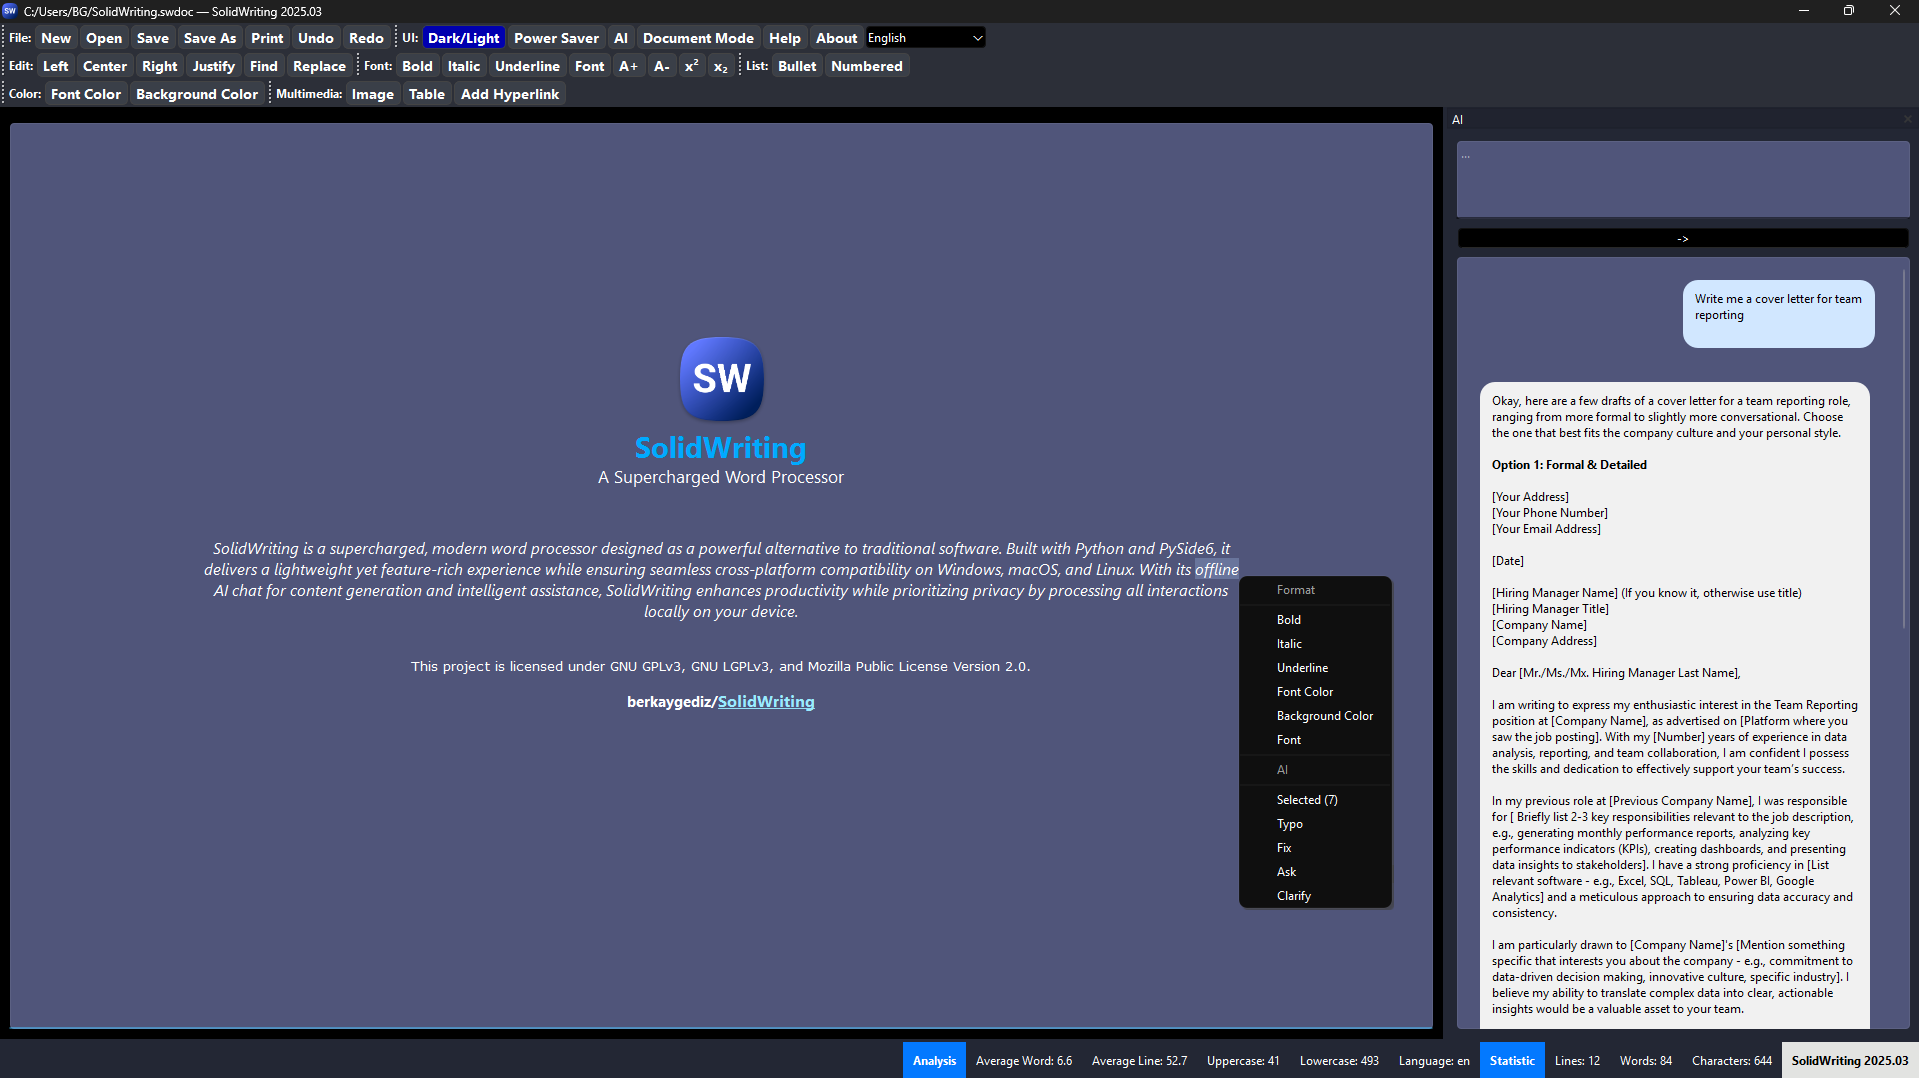 SW C:/Users/BG/SolidWriting.swdoc — SolidWriting 2025.03
File: New Open Save Save As Print Undo Redo UI: Dark/Light Power Saver AI Document Mode Help About English
Edit: Left Center Right Justify Find Replace Font: Bold Italic Underline Font A+ A- x² x₂ List: Bullet Numbered
Color: Font Color Background Color Multimedia: Image Table Add Hyperlink
SW
SolidWriting
A Supercharged Word Processor
SolidWriting is a supercharged, modern word processor designed as a powerful alternative to traditional software. Built with Python and PySide6, it
delivers a lightweight yet feature-rich experience while ensuring seamless cross-platform compatibility on Windows, macOS, and Linux. With its offline
AI chat for content generation and intelligent assistance, SolidWriting enhances productivity while prioritizing privacy by processing all interactions
locally on your device.
This project is licensed under GNU GPLv3, GNU LGPLv3, and Mozilla Public License Version 2.0.
berkaygediz/SolidWriting
Format
Bold
Italic
Underline
Font Color
Background Color
Font
AI
Selected (7)
Typo
Fix
Ask
Clarify
AI
...
->
Write me a cover letter for team
reporting
Okay, here are a few drafts of a cover letter for a team reporting role,
ranging from more formal to slightly more conversational. Choose
the one that best fits the company culture and your personal style.
Option 1: Formal & Detailed
[Your Address]
[Your Phone Number]
[Your Email Address]
[Date]
[Hiring Manager Name] (If you know it, otherwise use title)
[Hiring Manager Title]
[Company Name]
[Company Address]
Dear [Mr./Ms./Mx. Hiring Manager Last Name],
I am writing to express my enthusiastic interest in the Team Reporting
position at [Company Name], as advertised on [Platform where you
saw the job posting]. With my [Number] years of experience in data
analysis, reporting, and team collaboration, I am confident I possess
the skills and dedication to effectively support your team's success.
In my previous role at [Previous Company Name], I was responsible
for [ Briefly list 2-3 key responsibilities relevant to the job description,
e.g., generating monthly performance reports, analyzing key
performance indicators (KPIs), creating dashboards, and presenting
data insights to stakeholders]. I have a strong proficiency in [List
relevant software - e.g., Excel, SQL, Tableau, Power BI, Google
Analytics] and a meticulous approach to ensuring data accuracy and
consistency.
I am particularly drawn to [Company Name]'s [Mention something
specific that interests you about the company - e.g., commitment to
data-driven decision making, innovative culture, specific industry]. I
believe my ability to translate complex data into clear, actionable
insights would be a valuable asset to your team.
Analysis Average Word: 6.6 Average Line: 52.7 Uppercase: 41 Lowercase: 493 Language: en Statistic Lines: 12 Words: 84 Characters: 644 SolidWriting 2025.03